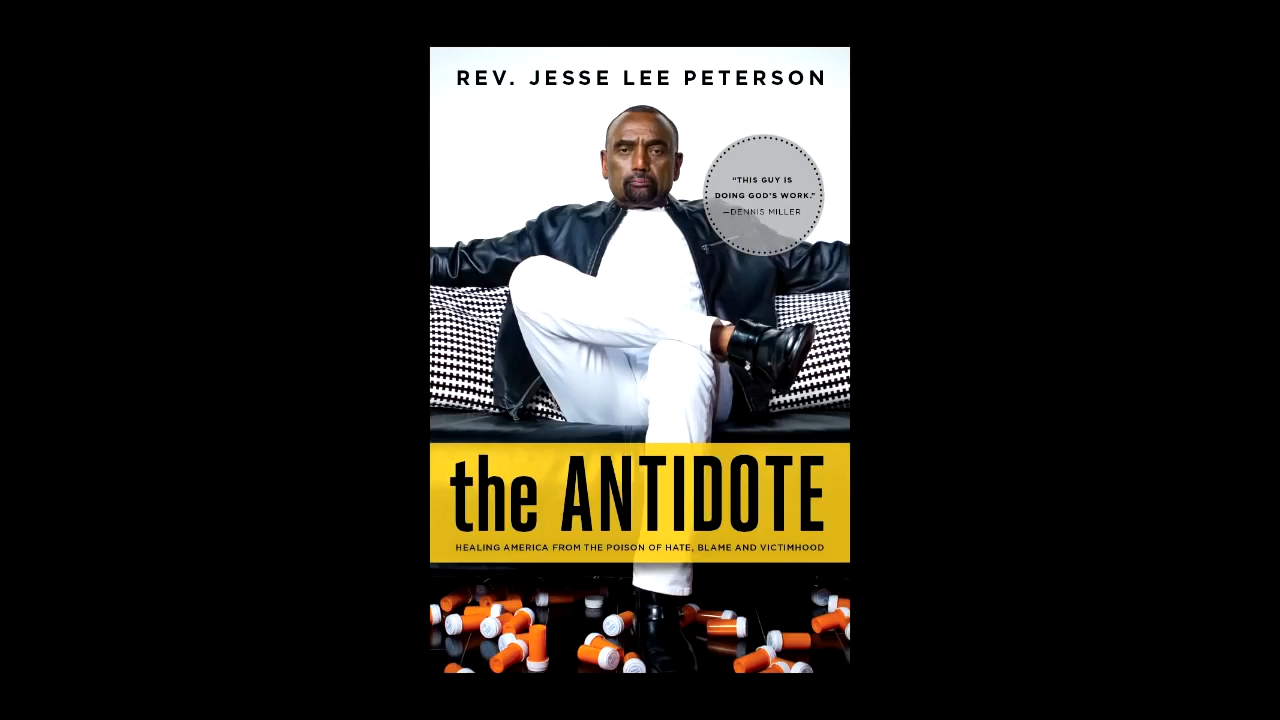 REV. JESSE LEE PETERSON
"THIS GUY IS
DOING GOD'S WORK."
—DENNIS MILLER
the ANTIDOTE
HEALING AMERICA FROM THE POISON OF HATE, BLAME AND VICTIMHOOD